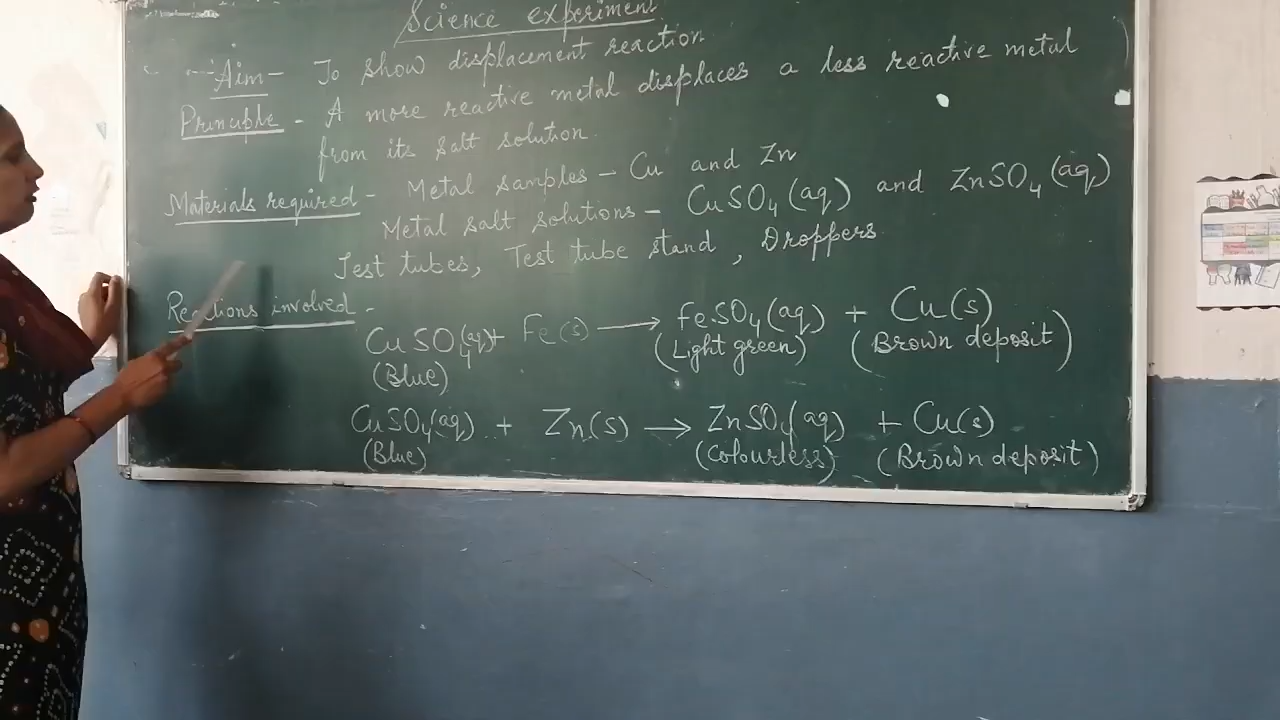 Science experiment
Aim - To show displacement reaction
Principle - A more reactive metal displaces a less reactive metal
from its salt solution.
Materials required - Metal samples - Cu and Zn
Metal salt solutions - CuSO₄(aq) and ZnSO₄(aq)
Test tubes, Test tube stand, Droppers
Reactions involved -
CuSO₄(aq) + Fe(s) ⟶ FeSO₄(aq) + Cu(s)
(Blue) (Light green) (Brown deposit)
CuSO₄(aq) + Zn(s) ⟶ ZnSO₄(aq) + Cu(s)
(Blue) (Colourless) (Brown deposit)